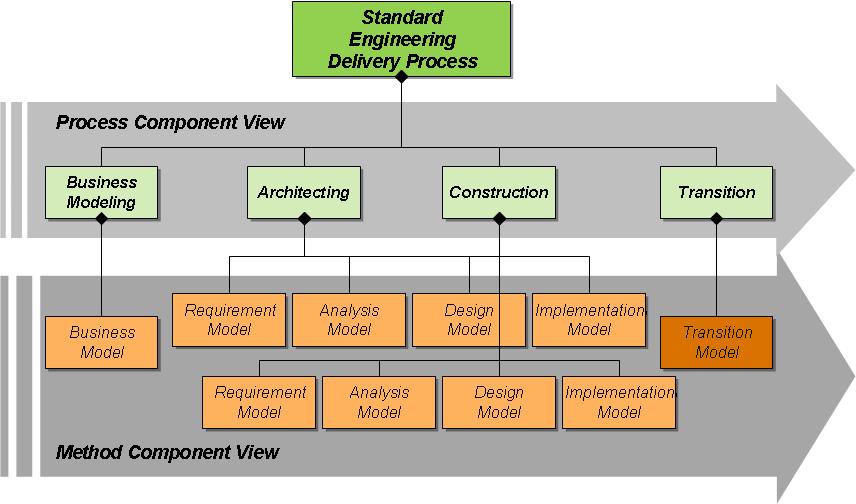 Standard
Engineering
Delivery Process
Process Component View
Business
Modeling
Architecting
Construction
Transition
Requirement
Model
Analysis
Model
Design
Model
Implementation
Model
Business
Model
Transition
Model
Requirement
Model
Analysis
Model
Design
Model
Implementation
Model
Method Component View